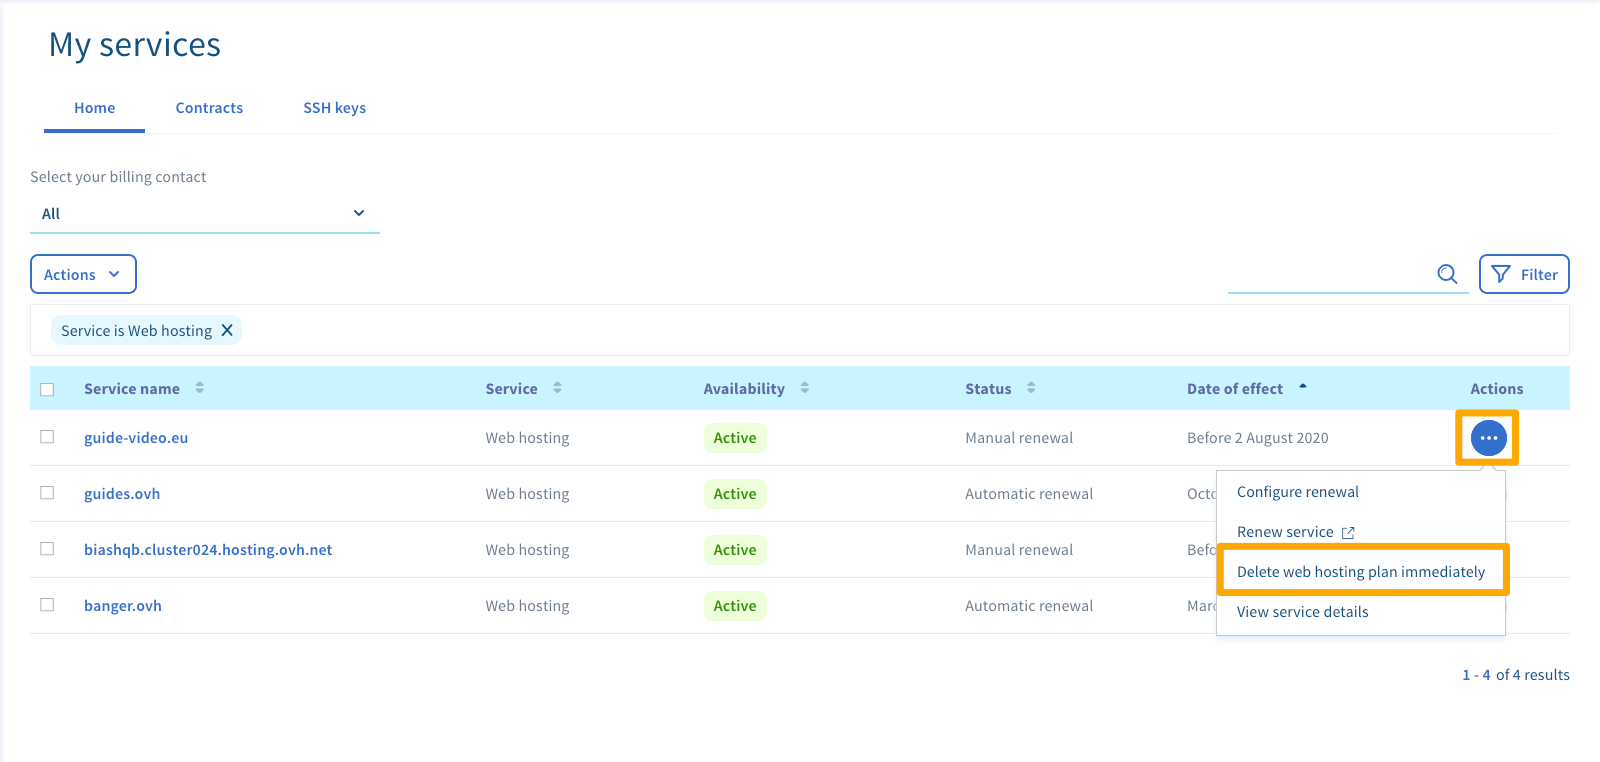 My services
Home Contracts SSH keys
Select your billing contact
All
Actions Filter
Service is Web hosting
Service name Service Availability Status Date of effect Actions
guide-video.eu Web hosting Active Manual renewal Before 2 August 2020
guides.ovh Web hosting Active Automatic renewal
Configure renewal
Renew service
biashqb.cluster024.hosting.ovh.net Web hosting Active Manual renewal
Delete web hosting plan immediately
banger.ovh Web hosting Active Automatic renewal
View service details
1 - 4 of 4 results